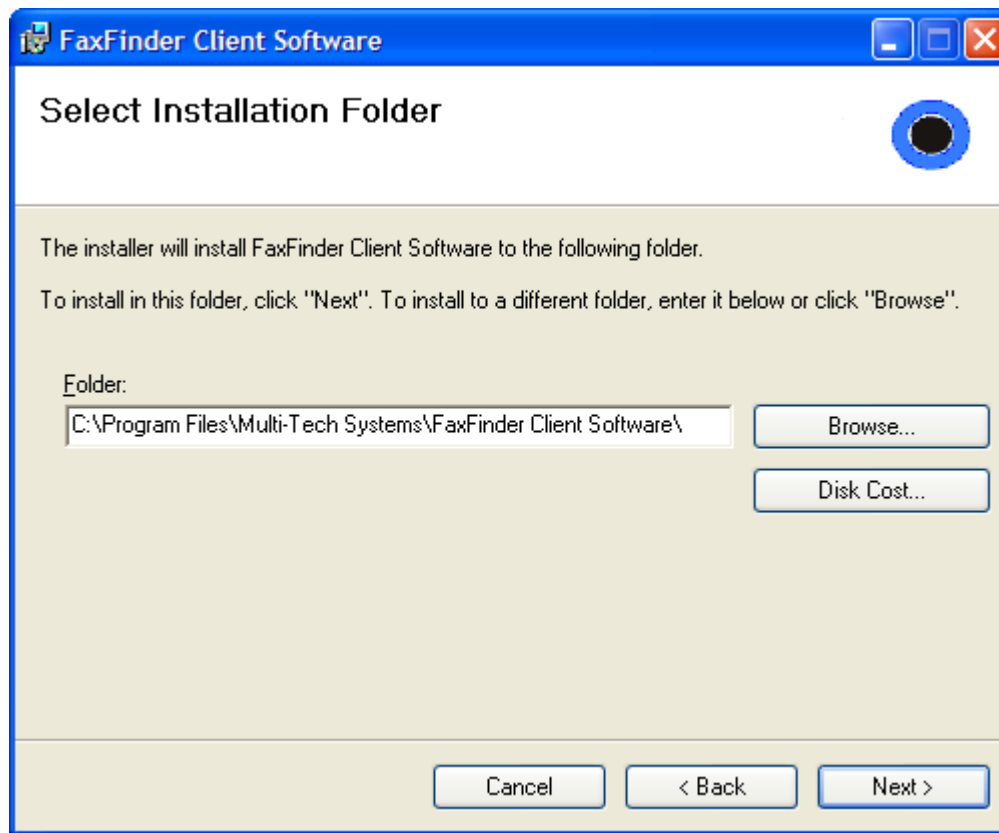 FaxFinder Client Software
Select Installation Folder
The installer will install FaxFinder Client Software to the following folder.
To install in this folder, click "Next". To install to a different folder, enter it below or click "Browse".
Folder:
C:\Program Files\Multi-Tech Systems\FaxFinder Client Software\
Browse...
Disk Cost...
Cancel
< Back
Next >